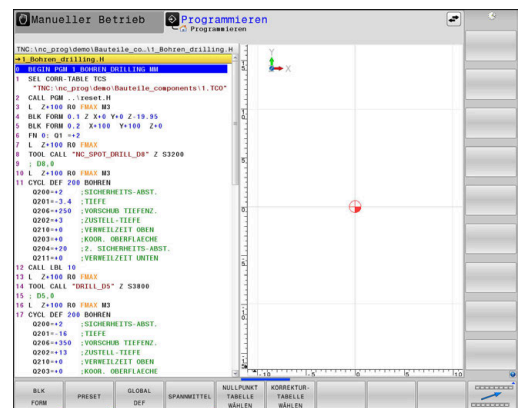 Manueller Betrieb
Programmieren
Programmieren
TNC:\nc_prog\demo\Bauteile_co…\1_Bohren_drilling.H
→1_Bohren_drilling.H
0 BEGIN PGM 1_BOHREN_DRILLING MM
1 SEL CORR-TABLE TCS
"TNC:\nc_prog\demo\Bauteile_components\1.TCO"
2 CALL PGM ..\reset.H
3 L Z+100 R0 FMAX M3
4 BLK FORM 0.1 Z X+0 Y+0 Z-19.95
5 BLK FORM 0.2 X+100 Y+100 Z+0
6 FN 0: Q1 =+2
7 L Z+100 R0 FMAX
8 TOOL CALL "NC_SPOT_DRILL_D8" Z S3200
9 ; D8,0
10 L Z+100 R0 FMAX M3
11 CYCL DEF 200 BOHREN
Q200=+2 ;SICHERHEITS-ABST.
Q201=-3.4 ;TIEFE
Q206=+250 ;VORSCHUB TIEFENZ.
Q202=+3 ;ZUSTELL-TIEFE
Q210=+0 ;VERWEILZEIT OBEN
Q203=+0 ;KOOR. OBERFLAECHE
Q204=+20 ;2. SICHERHEITS-ABST.
Q211=+0 ;VERWEILZEIT UNTEN
12 CALL LBL 10
13 L Z+100 R0 FMAX
14 TOOL CALL "DRILL_D5" Z S3800
15 ; D5,0
16 L Z+100 R0 FMAX M3
17 CYCL DEF 200 BOHREN
Q200=+2 ;SICHERHEITS-ABST.
Q201=-16 ;TIEFE
Q206=+350 ;VORSCHUB TIEFENZ.
Q202=+13 ;ZUSTELL-TIEFE
Q210=+0 ;VERWEILZEIT OBEN
Q203=+0 ;KOOR. OBERFLAECHE
Y
X
-10 -5 0 5 10
BLK FORM
PRESET
GLOBAL DEF
SPANNMITTEL
NULLPUNKT TABELLE WÄHLEN
KORREKTUR- TABELLE WÄHLEN